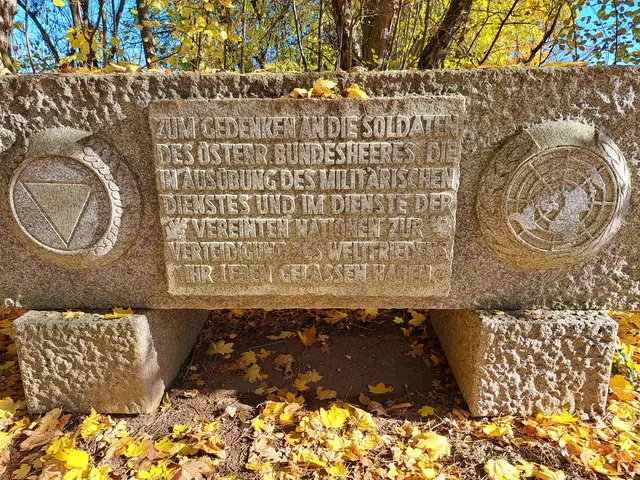 ZUM GEDENKEN AN DIE SOLDATEN
DES ÖSTERR. BUNDESHEERES, DIE
IN AUSÜBUNG DES MILITÄRISCHEN
DIENSTES UND IM DIENSTE DER
VEREINTEN NATIONEN ZUR
VERTEIDIGUNG DES WELTFRIEDENS
IHR LEBEN GELASSEN HABEN